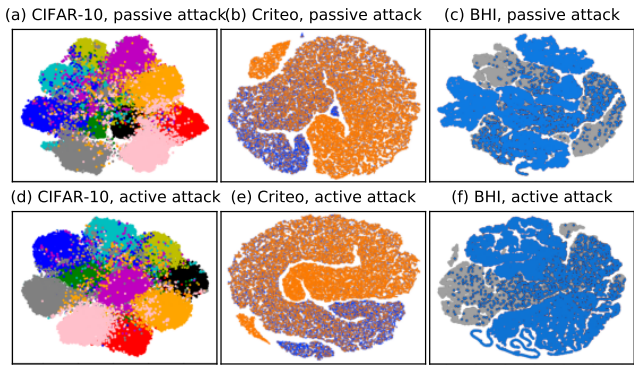 (a) CIFAR-10, passive attack
(b) Criteo, passive attack
(c) BHI, passive attack
(d) CIFAR-10, active attack
(e) Criteo, active attack
(f) BHI, active attack